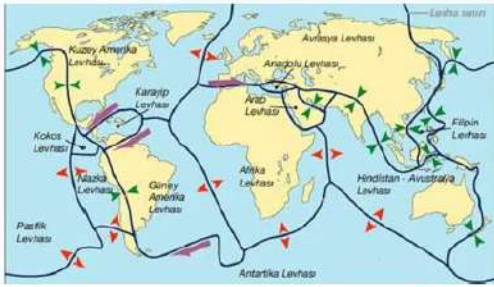 Levha sınırı
Kuzey Amerika
Levhası
Avrasya Levhası
Anadolu Levhası
Karayip
Levhası
Arab
Levhası
Kokos
Levhası
Filipin
Levhası
Nazka
Levhası
Güney
Amerika
Levhası
Afrika
Levhası
Hindistan - Avustralya
Levhası
Pasifik
Levhası
Antartika Levhası